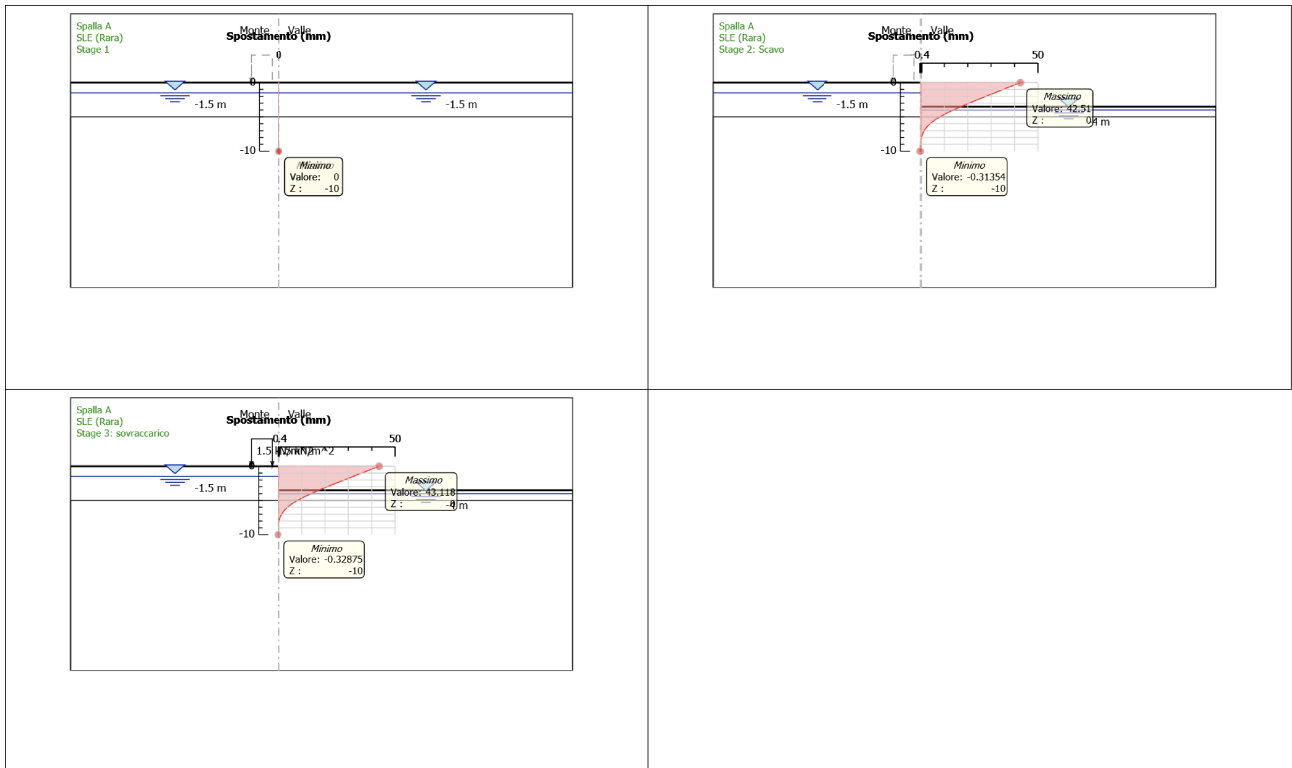 Spalla A
SLE (Rara)
Stage 1
Monte
Valle
Spostamento (mm)
0
0
-1.5 m
-1.5 m
-10
Minimo
Valore: 0
Z : -10
Spalla A
SLE (Rara)
Stage 2: Scavo
Monte
Valle
Spostamento (mm)
0.4
50
0
-1.5 m
Massimo
Valore: 42.51
Z : 0
m
-10
Minimo
Valore: -0.31354
Z : -10
Spalla A
SLE (Rara)
Stage 3: sovraccarico
Monte
Valle
Spostamento (mm)
0.4
50
1.5
0
-1.5 m
Massimo
Valore: 43.118
Z :
m
-10
Minimo
Valore: -0.32875
Z : -10